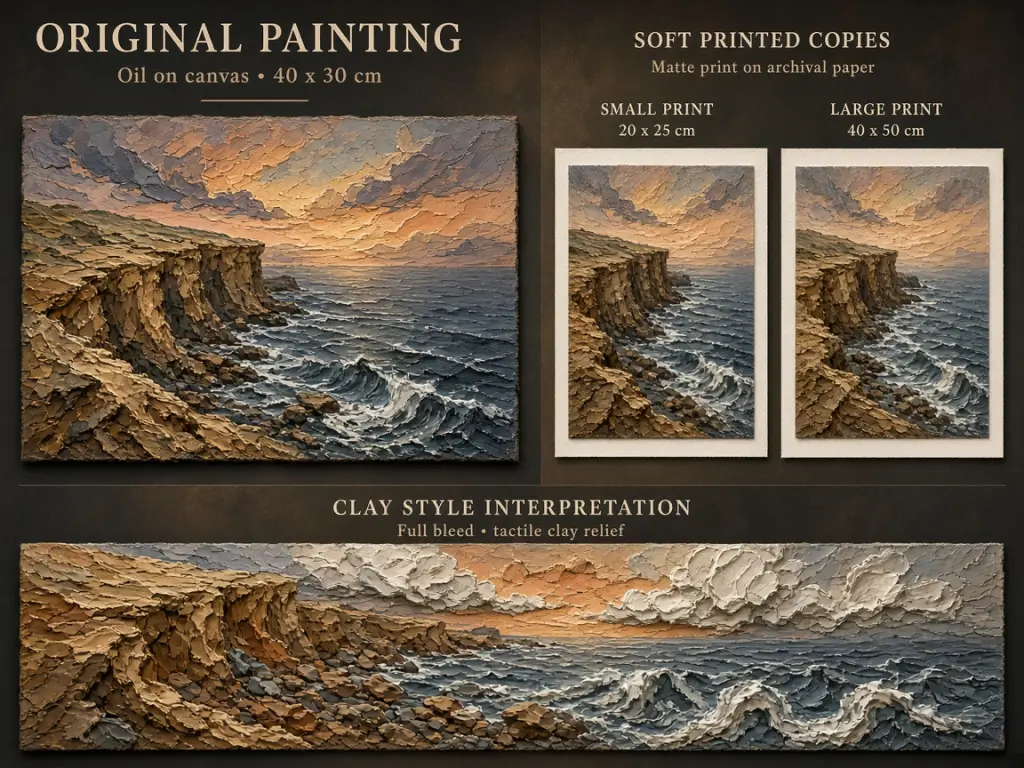 ORIGINAL PAINTING
Oil on canvas • 40 x 30 cm
SOFT PRINTED COPIES
Matte print on archival paper
SMALL PRINT
20 x 25 cm
LARGE PRINT
40 x 50 cm
CLAY STYLE INTERPRETATION
Full bleed • tactile clay relief